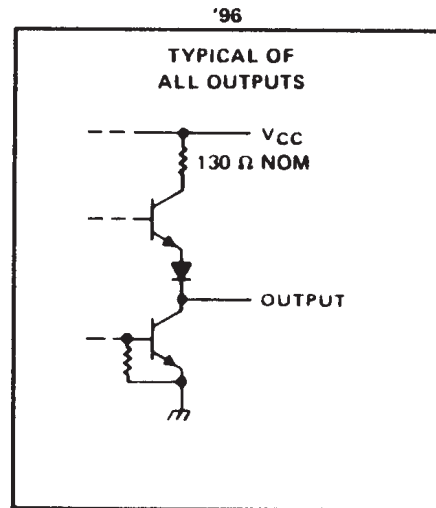 '96
TYPICAL OF
ALL OUTPUTS
VCC
130 Ω NOM
OUTPUT